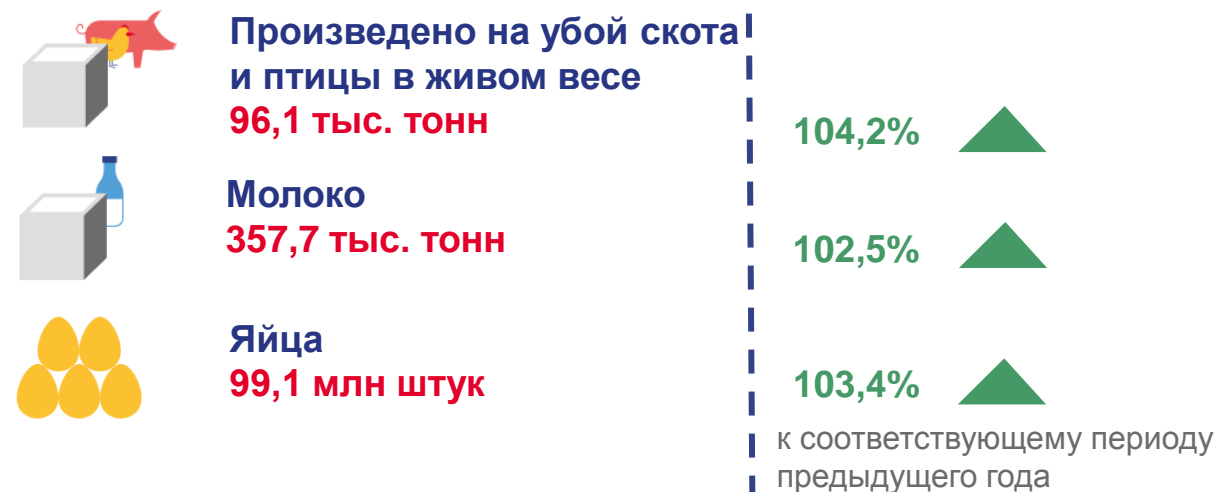 Произведено на убой скота
и птицы в живом весе
96,1 тыс. тонн
104,2%
Молоко
357,7 тыс. тонн
102,5%
Яйца
99,1 млн штук
103,4%
к соответствующему периоду
предыдущего года